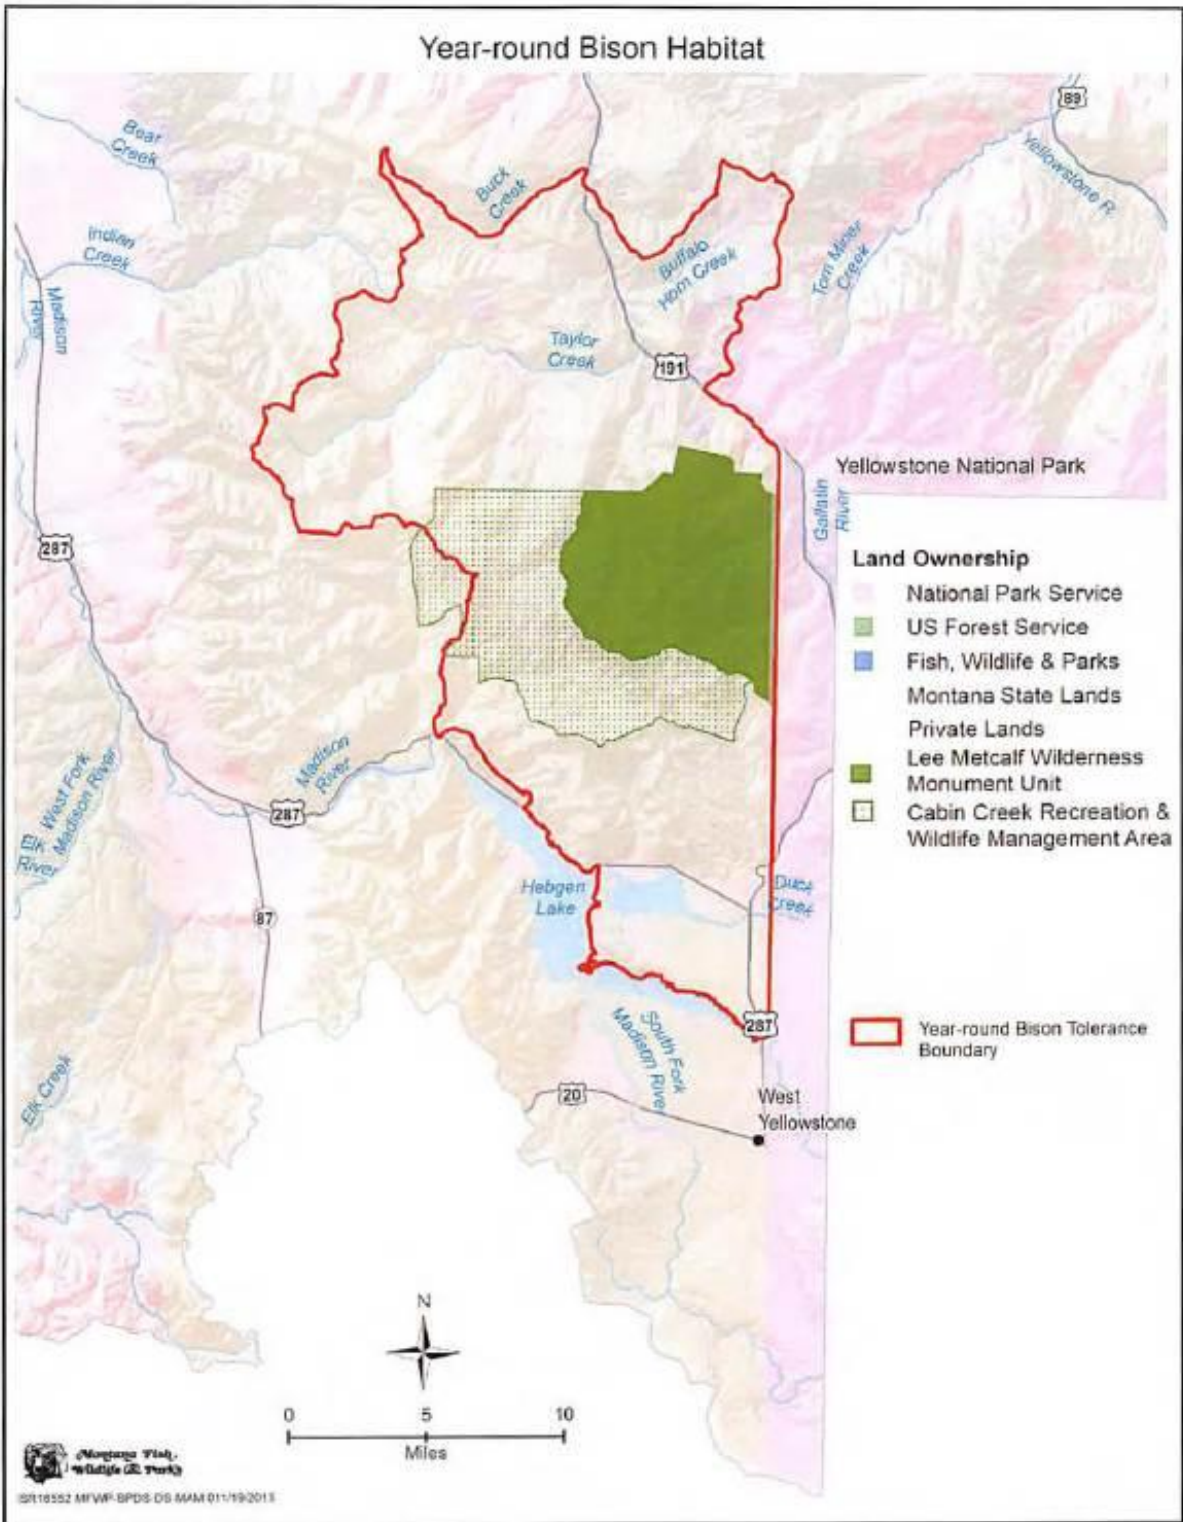 Year-round Bison Habitat
89
Bear
Creek
Buck
Creek
Yellowstone R.
Indian
Creek
Buffalo
Horn Creek
Tom Miner
Creek
Madison
River
Taylor
Creek
191
Yellowstone National Park
Gallatin
River
287
Land Ownership
National Park Service
US Forest Service
Fish, Wildlife & Parks
Montana State Lands
Private Lands
Lee Metcalf Wilderness
Monument Unit
Cabin Creek Recreation &
Wildlife Management Area
Madison
River
West Fork
Madison River
Elk
River
287
Hebgen
Lake
Duck
Creek
87
South Fork
Madison River
287
Year-round Bison Tolerance
Boundary
Elk Creek
20
West
Yellowstone
N
0 5 10
Miles
Montana Fish,
Wildlife & Parks